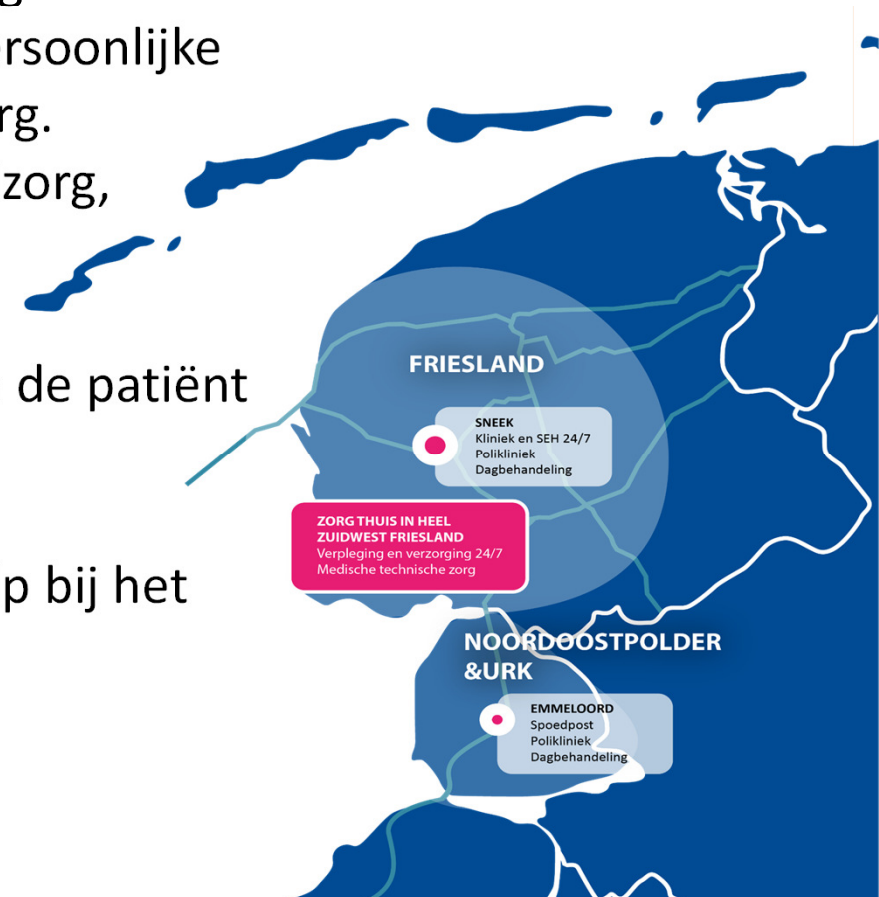 ersoonlijke
rg.
zorg,
de patiënt
p bij het
FRIESLAND
SNEEK
Kliniek en SEH 24/7
Polikliniek
Dagbehandeling
ZORG THUIS IN HEEL
ZUIDWEST FRIESLAND
Verpleging en verzorging 24/7
Medische technische zorg
NOORDOOSTPOLDER
&URK
EMMELOORD
Spoedpost
Polikliniek
Dagbehandeling